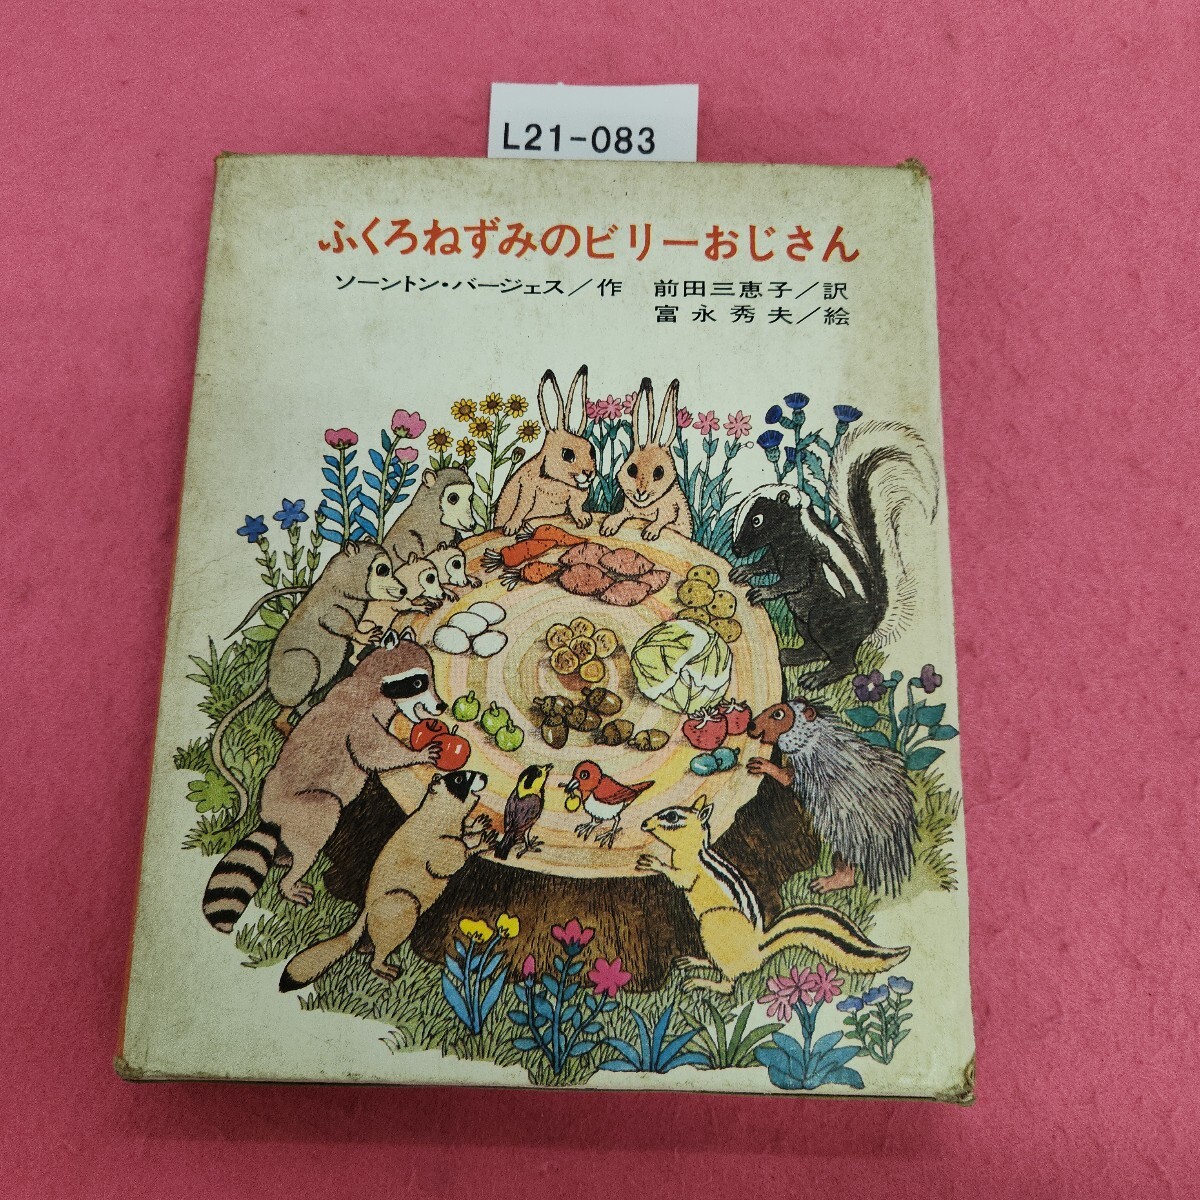 L21-083
ふくろねずみのビリーおじさん
ソーントン・バージェス／作　前田三恵子／訳
富永秀夫／絵